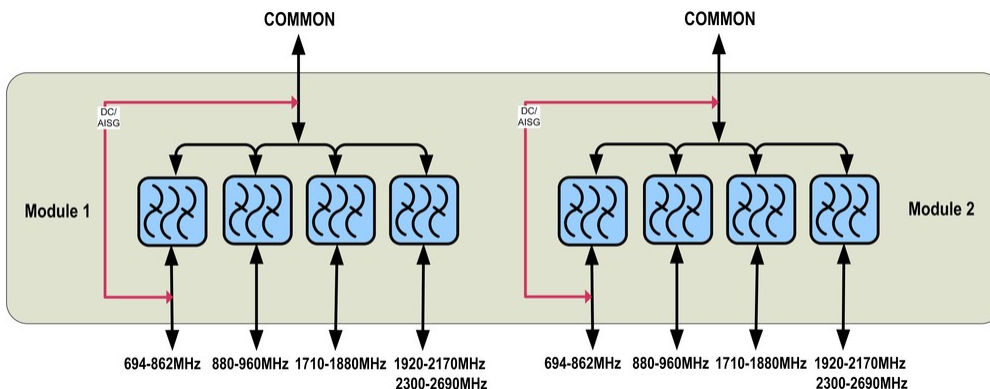 COMMON
COMMON
DC/
AISG
DC/
AISG
Module 1
Module 2
694-862MHz
880-960MHz
1710-1880MHz
1920-2170MHz
2300-2690MHz
694-862MHz
880-960MHz
1710-1880MHz
1920-2170MHz
2300-2690MHz